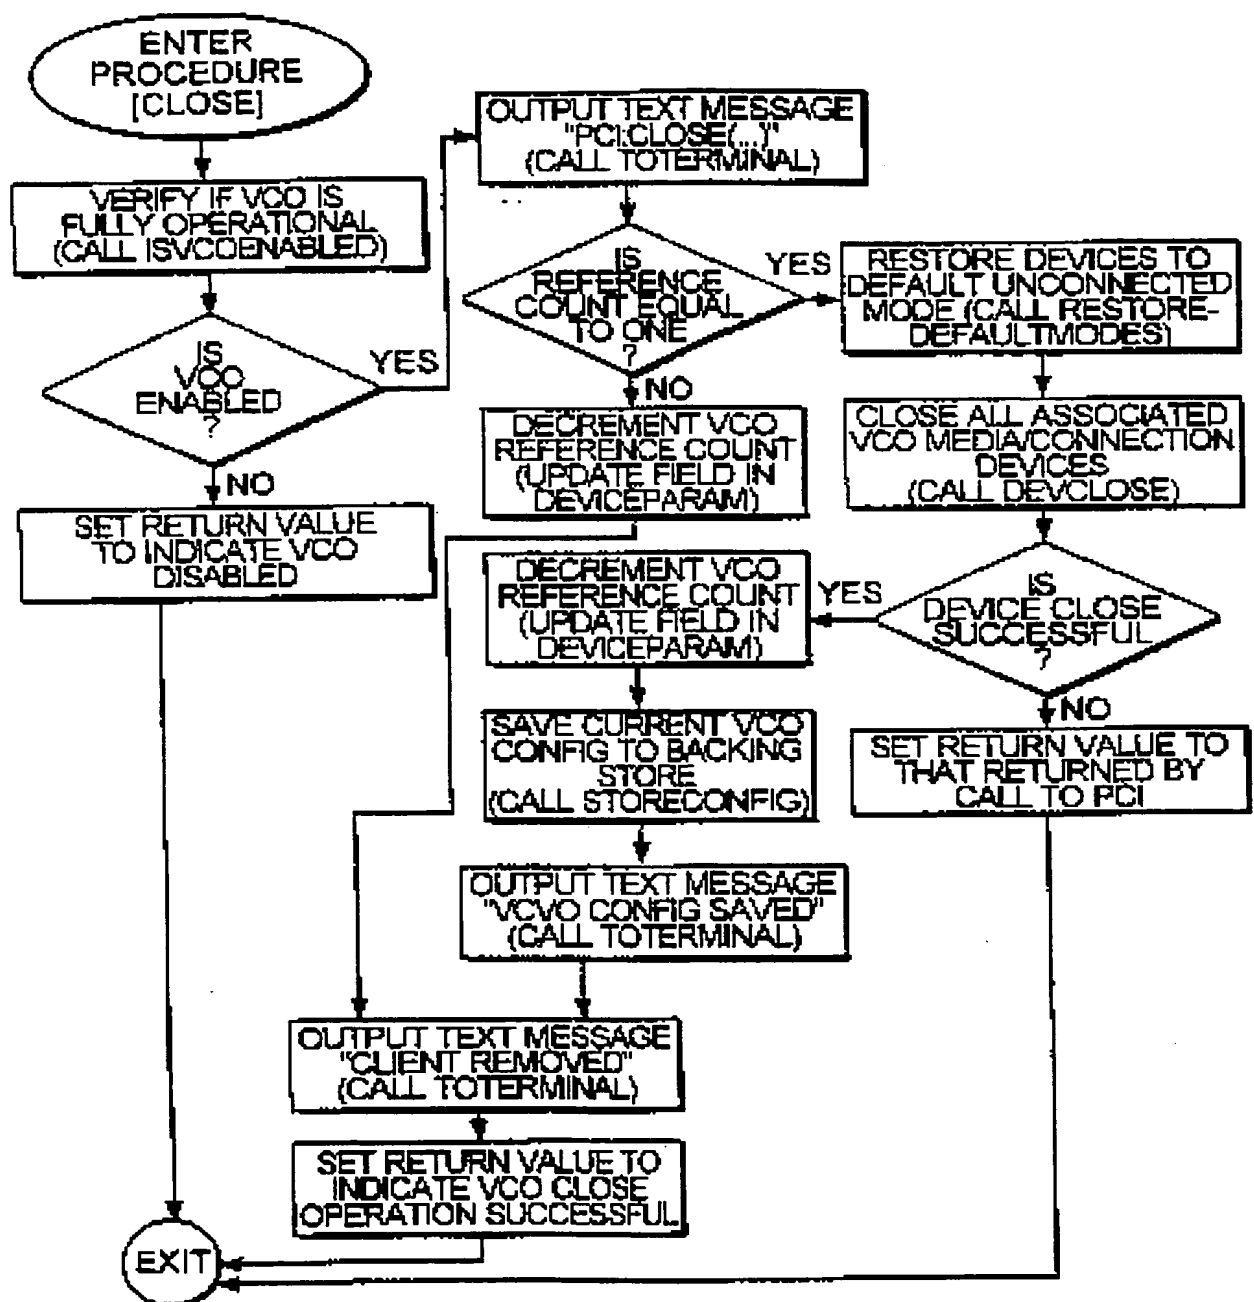 ENTER
PROCEDURE
[CLOSE]
VERIFY IF VCO IS
FULLY OPERATIONAL
(CALL ISVCOENABLED)
IS
VCO
ENABLED
?
YES
NO
SET RETURN VALUE
TO INDICATE VCO
DISABLED
OUTPUT TEXT MESSAGE
"PCI:CLOSE(...)"
(CALL TOTERMINAL)
IS
REFERENCE
COUNT EQUAL
TO ONE
?
YES
NO
RESTORE DEVICES TO
DEFAULT UNCONNECTED
MODE (CALL RESTORE-
DEFAULTMODES)
CLOSE ALL ASSOCIATED
VCO MEDIA/CONNECTION
DEVICES
(CALL DEVCLOSE)
DECREMENT VCO
REFERENCE COUNT
(UPDATE FIELD IN
DEVICEPARAM)
IS
DEVICE CLOSE
SUCCESSFUL
?
YES
NO
DECREMENT VCO
REFERENCE COUNT
(UPDATE FIELD IN
DEVICEPARAM)
SAVE CURRENT VCO
CONFIG TO BACKING
STORE
(CALL STORECONFIG)
SET RETURN VALUE TO
THAT RETURNED BY
CALL TO PCI
OUTPUT TEXT MESSAGE
"VCVO CONFIG SAVED"
(CALL TOTERMINAL)
OUTPUT TEXT MESSAGE
"CLIENT REMOVED"
(CALL TOTERMINAL)
SET RETURN VALUE TO
INDICATE VCO CLOSE
OPERATION SUCCESSFUL
EXIT